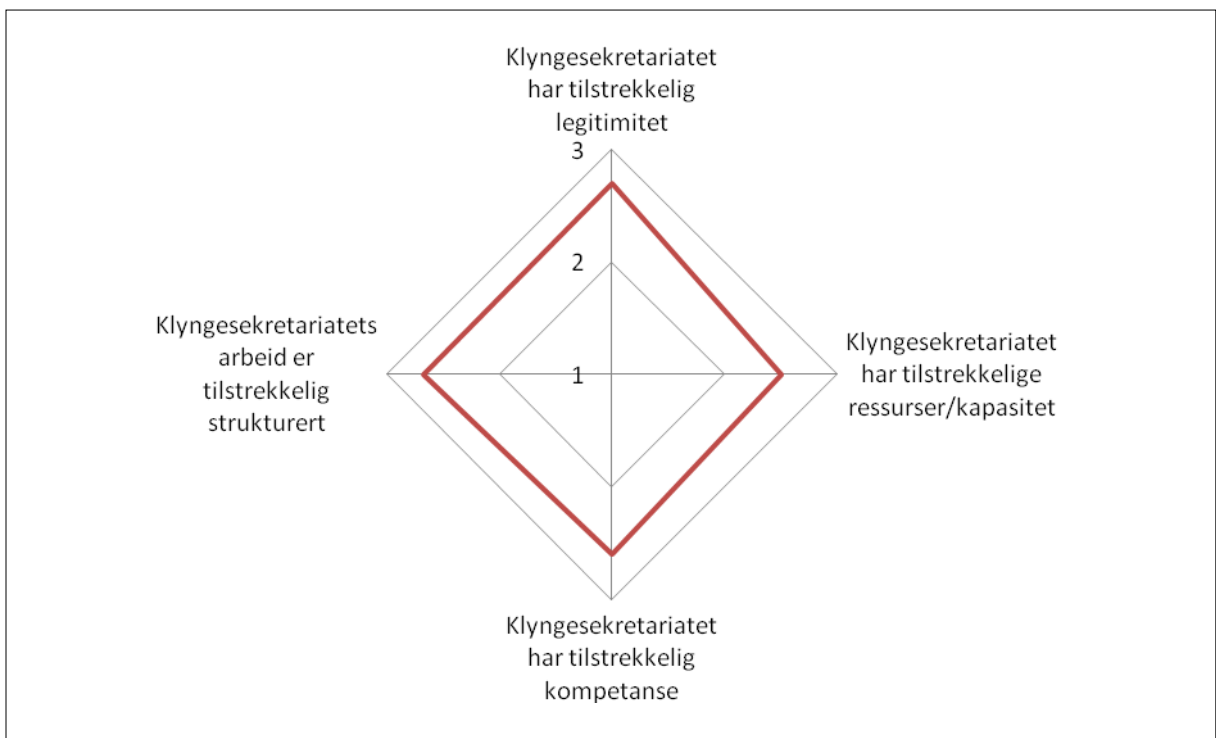 Klyngesekretariatet
har tilstrekkelig
legitimitet
3
2
1
Klyngesekretariatets
arbeid er
tilstrekkelig
strukturert
Klyngesekretariatet
har tilstrekkelige
ressurser/kapasitet
Klyngesekretariatet
har tilstrekkelig
kompetanse